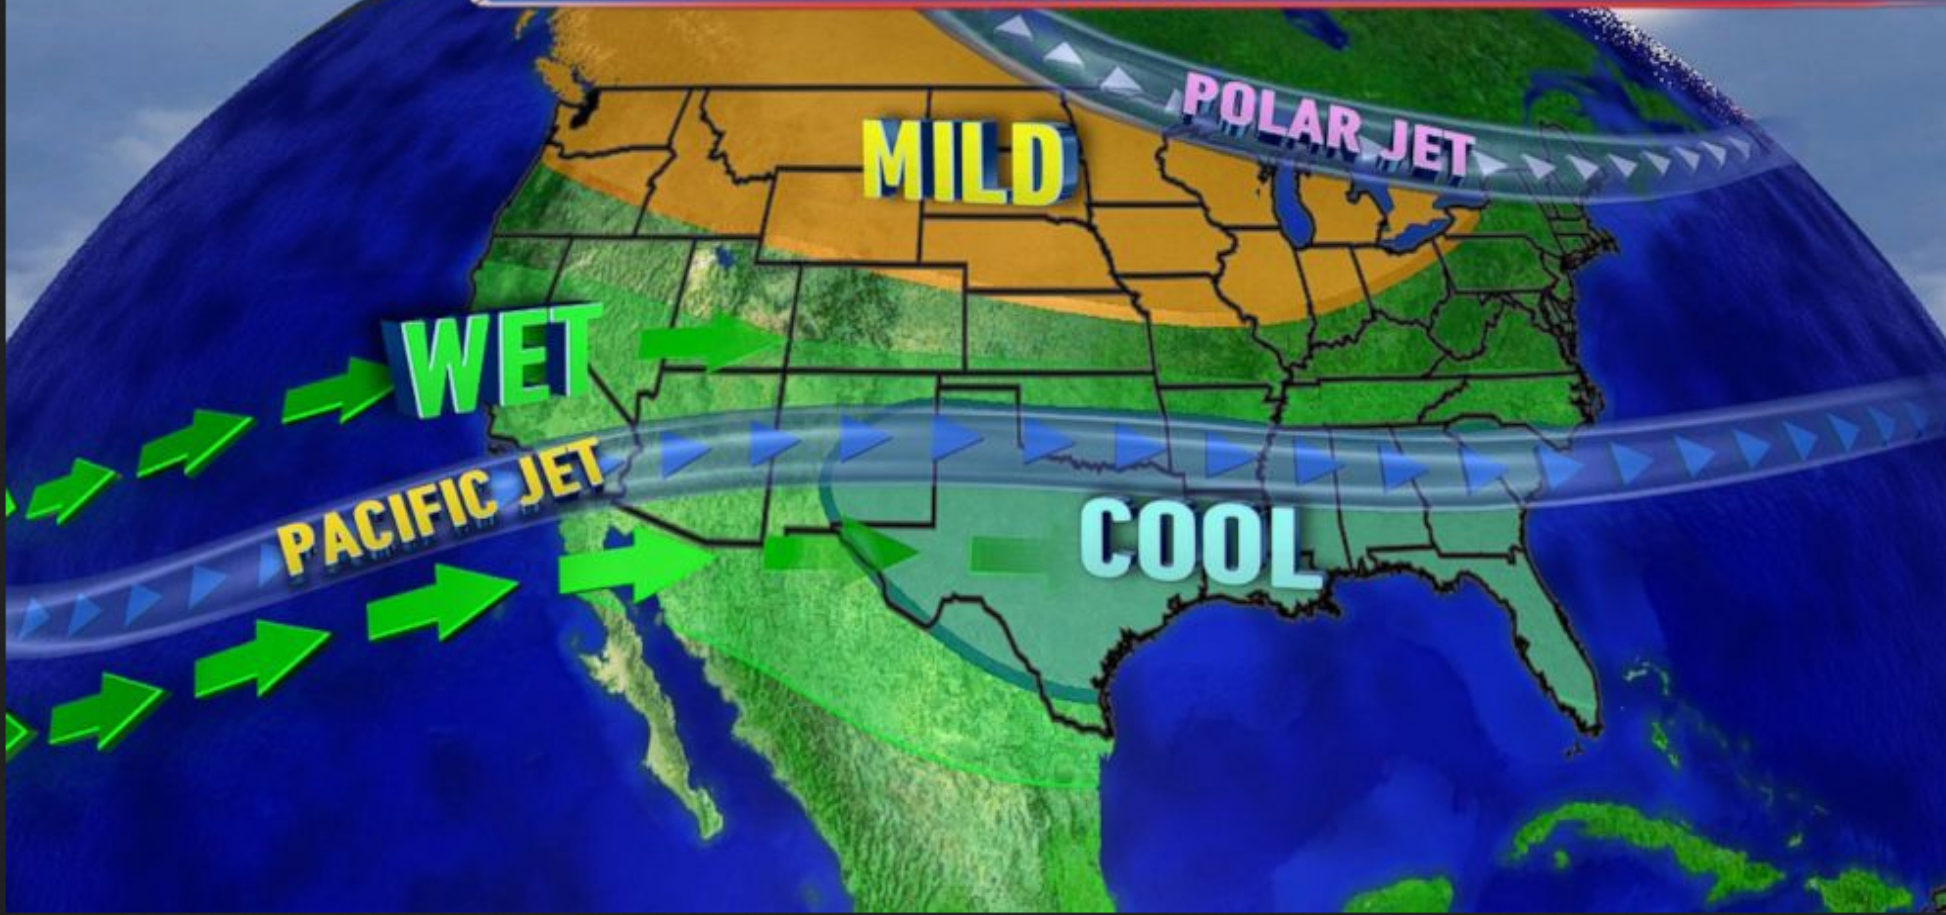 POLAR JET
MILD
WET
PACIFIC JET
COOL